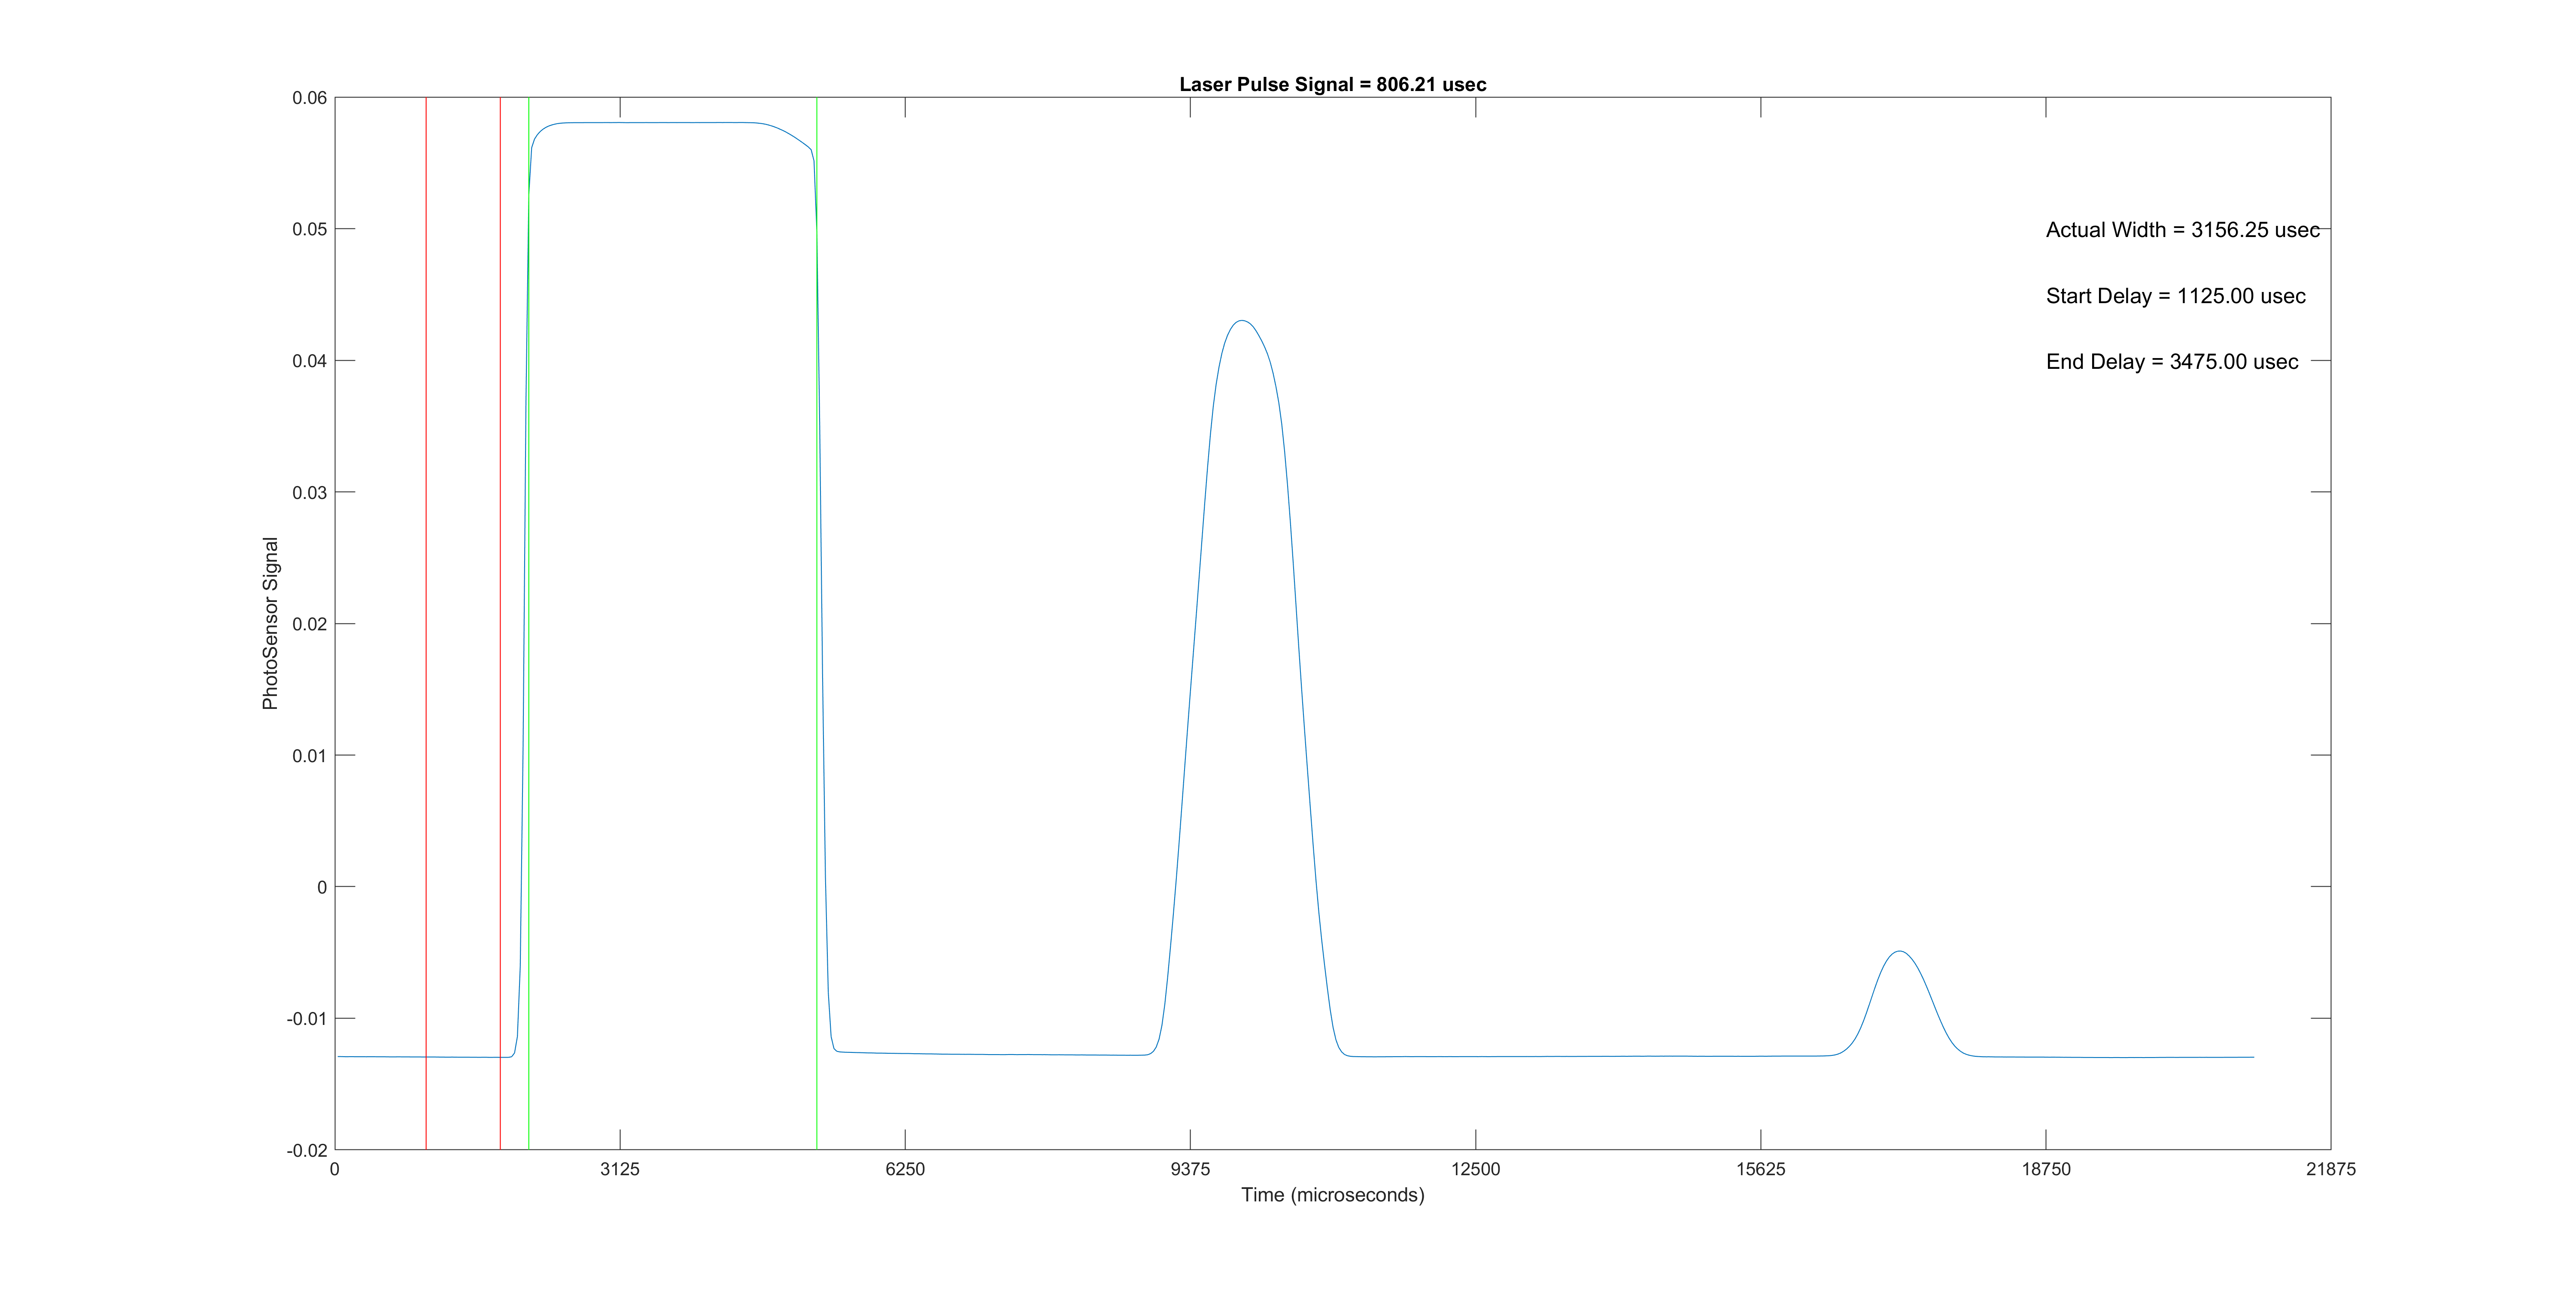 Laser Pulse Signal = 806.21 usec
0.06
0.05
0.04
0.03
0.02
0.01
0
-0.01
-0.02
PhotoSensor Signal
Actual Width = 3156.25 usec
Start Delay = 1125.00 usec
End Delay = 3475.00 usec
0 3125 6250 9375 12500 15625 18750 21875
Time (microseconds)